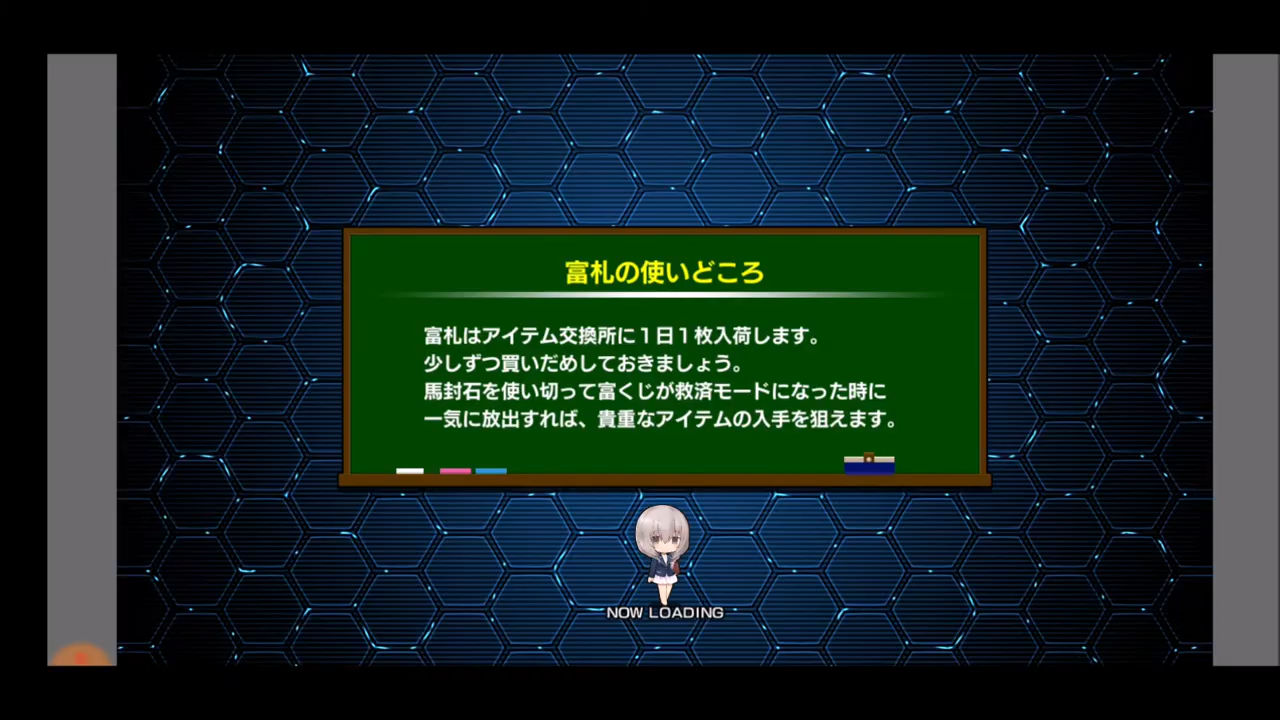 富札の使いどころ
富札はアイテム交換所に１日１枚入荷します。
少しずつ買いだめしておきましょう。
馬封石を使い切って富くじが救済モードになった時に
一気に放出すれば、貴重なアイテムの入手を狙えます。
NOW LOADING